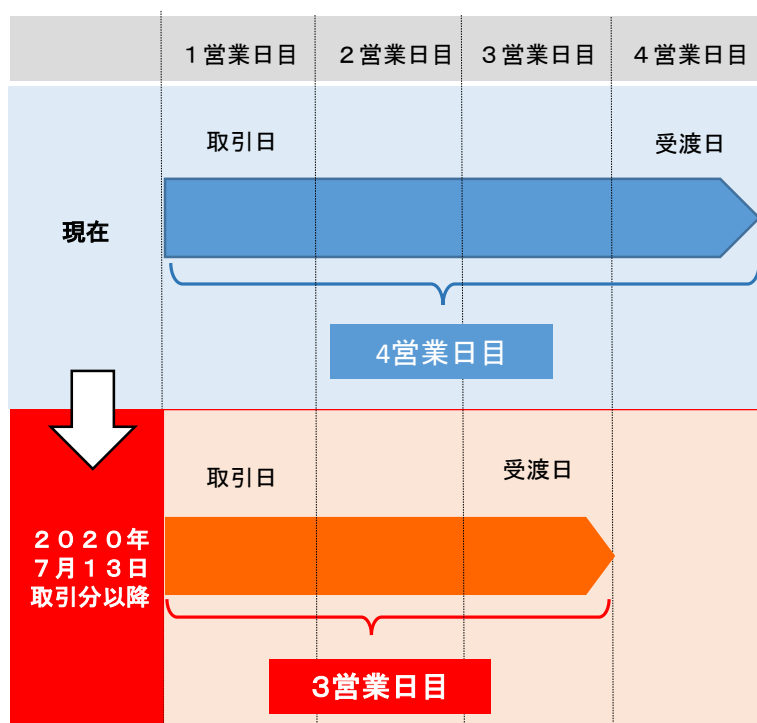 １営業日目 ２営業日目 ３営業日目 ４営業日目
取引日 受渡日
現在
4営業日目
取引日 受渡日
２０２０年
７月１３日
取引分以降
３営業日目